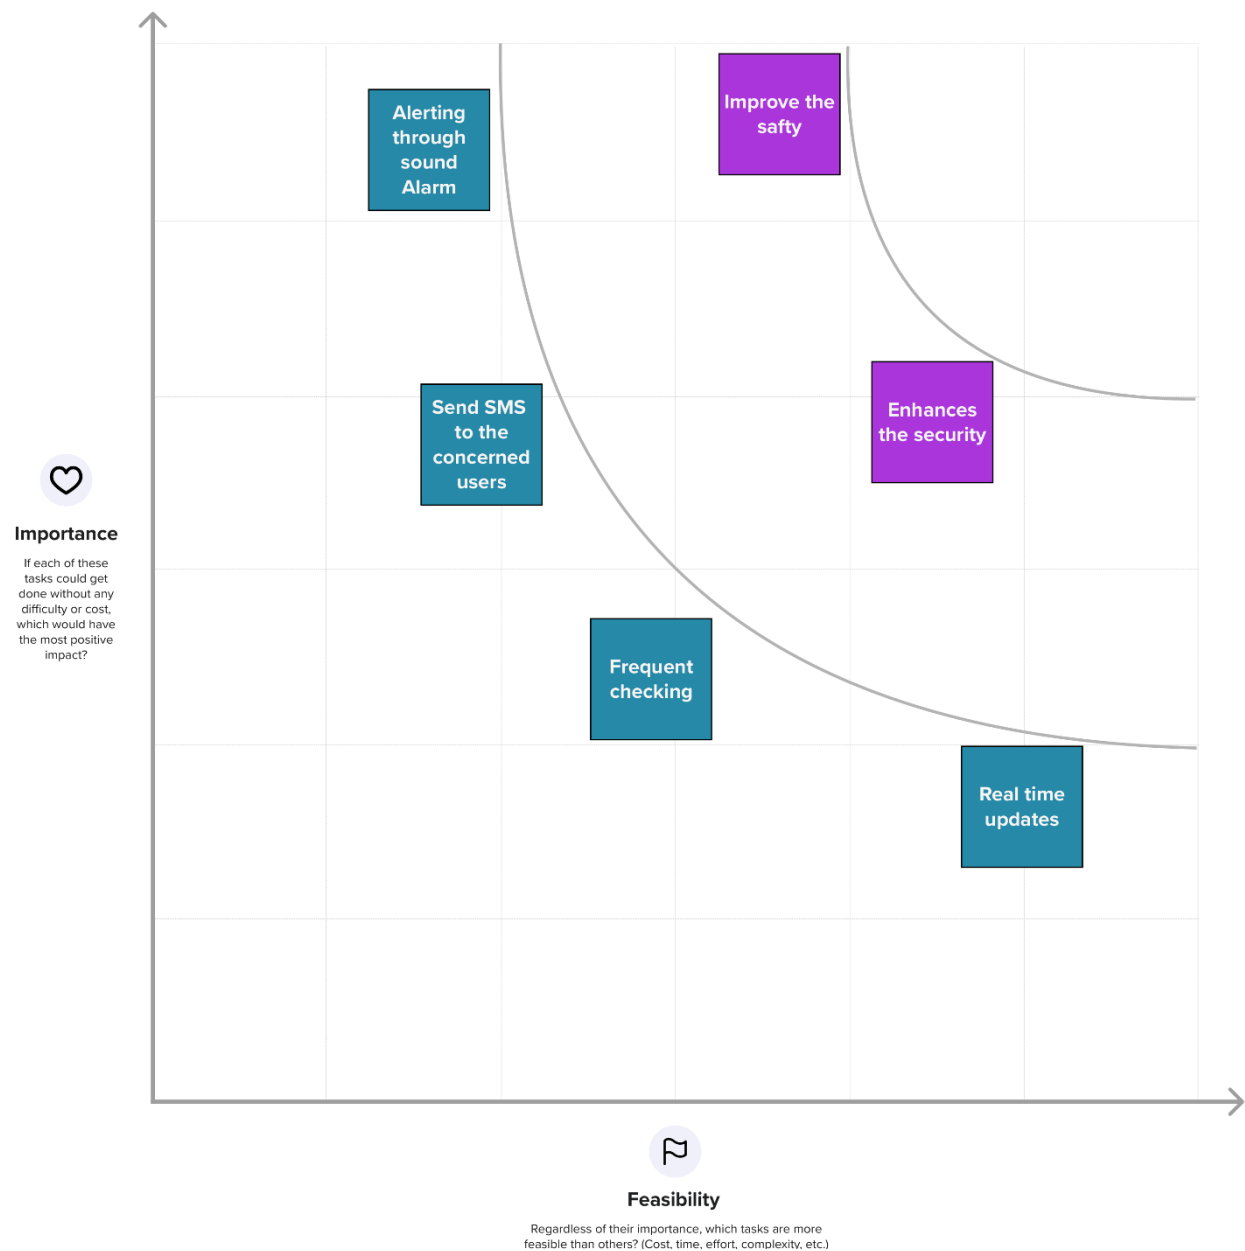 Alerting
through
sound
Alarm
Improve the
safty
Send SMS
to the
concerned
users
Enhances
the security
Importance
If each of these
tasks could get
done without any
difficulty or cost,
which would have
the most positive
impact?
Frequent
checking
Real time
updates
Feasibility
Regardless of their importance, which tasks are more
feasible than others? (Cost, time, effort, complexity, etc.)